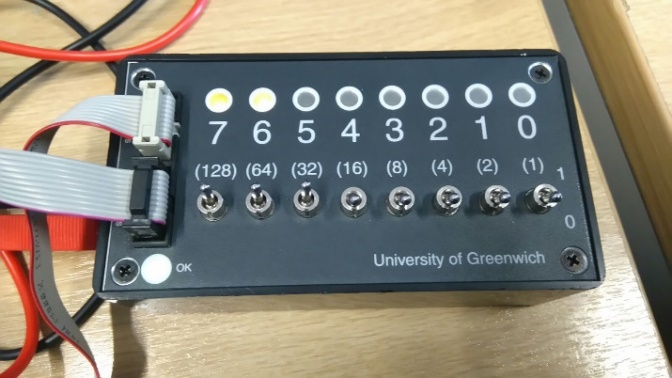 7 6 5 4 3 2 1 0
(128) (64) (32) (16) (8) (4) (2) (1)
1
0
University of Greenwich
OK